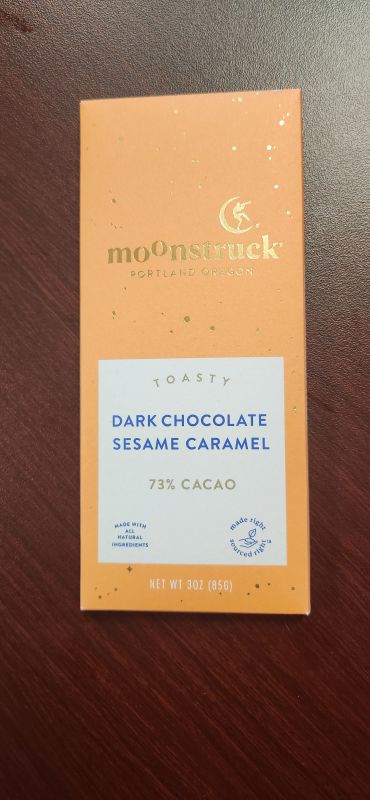 moonstruck
PORTLAND OREGON
TOASTY
DARK CHOCOLATE
SESAME CARAMEL
73% CACAO
MADE WITH
ALL
NATURAL
INGREDIENTS
made right
sourced right
NET WT 3OZ (85G)